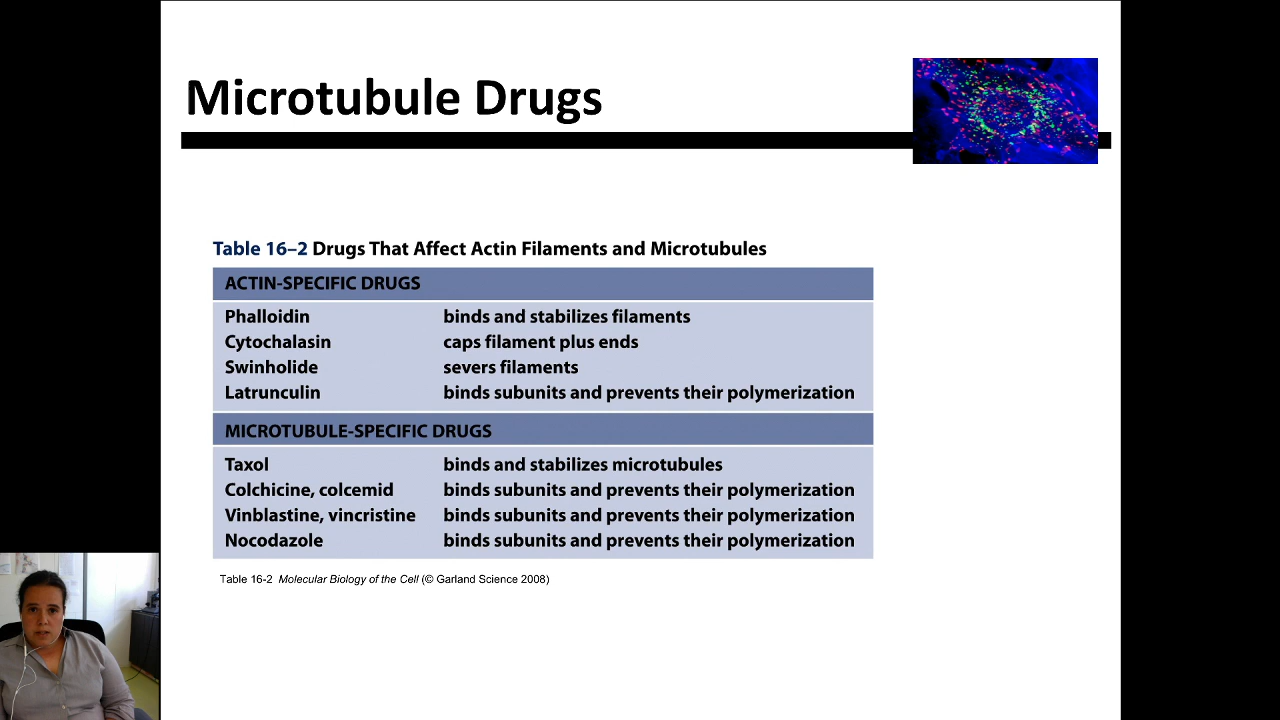 Microtubule Drugs
Table 16–2 Drugs That Affect Actin Filaments and Microtubules
ACTIN-SPECIFIC DRUGS
Phalloidin binds and stabilizes filaments
Cytochalasin caps filament plus ends
Swinholide severs filaments
Latrunculin binds subunits and prevents their polymerization
MICROTUBULE-SPECIFIC DRUGS
Taxol binds and stabilizes microtubules
Colchicine, colcemid binds subunits and prevents their polymerization
Vinblastine, vincristine binds subunits and prevents their polymerization
Nocodazole binds subunits and prevents their polymerization
Table 16-2 Molecular Biology of the Cell (© Garland Science 2008)